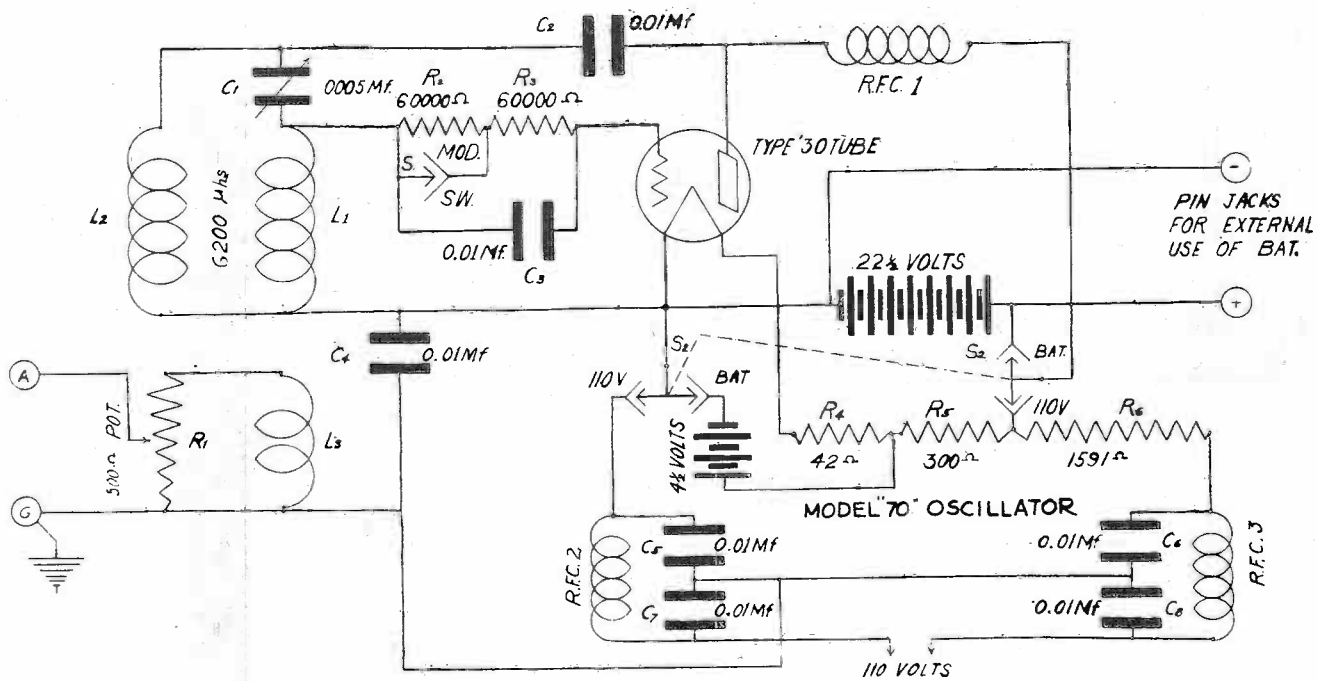 C2
0.01Mf
C1
.0005 Mf.
R2
60000Ω
R3
60000Ω
R.F.C. 1
TYPE '30 TUBE
S.
MOD.
SW.
0.01Mf.
C3
L2
6200 μhs
L1
−
PIN JACKS
FOR EXTERNAL
USE OF BAT.
22½ VOLTS
+
C4
0.01Mf
S2
S2
BAT.
A
110V
BAT
110V
500Ω POT.
R1
L3
4½ VOLTS
R4
42Ω
R5
300Ω
R6
1591Ω
G
MODEL "70" OSCILLATOR
R.F.C. 2
C5
0.01Mf
0.01Mf
C6
R.F.C. 3
C7
0.01Mf
0.01Mf
C8
110 VOLTS